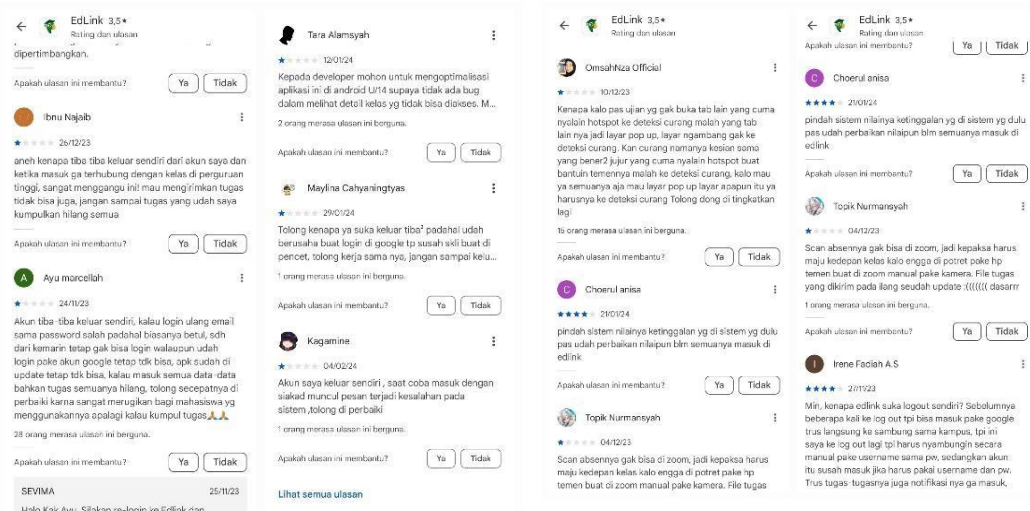 EdLink 3,5★
Rating dan ulasan
dipertimbangkan.
Apakah ulasan ini membantu? Ya Tidak
Ibnu Najaib
26/12/23
aneh kenapa tiba tiba keluar sendiri dari akun saya dan
ketika masuk ga terhubung dengan kelas di perguruan
tinggi, sangat menggangu ini! mau mengirimkan tugas
tidak bisa juga, jangan sampai tugas yang udah saya
kumpulkan hilang semua
Apakah ulasan ini membantu? Ya Tidak
A Ayu marcellah
24/11/23
Akun tiba-tiba keluar sendiri, kalau login ulang email
sama password salah padahal biasanya betul, sdh
dari kemarin tetap gak bisa login walaupun udah
login pake akun google tetap tdk bisa, apk sudah di
update tetap tdk bisa, kalau masuk semua data-data
bahkan tugas semuanya hilang, tolong secepatnya di
perbaiki karna sangat merugikan bagi mahasiswa yg
menggunakannya apalagi kalau kumpul tugas🙏🙏
28 orang merasa ulasan ini berguna.
Apakah ulasan ini membantu? Ya Tidak
SEVIMA 25/11/23
Halo Kak Ayu, Silakan re-login ke Edlink dan
Tara Alamsyah
12/01/24
Kepada developer mohon untuk mengoptimalisasi
aplikasi ini di android U/14 supaya tidak ada bug
dalam melihat detail kelas yg tidak bisa diakses. M...
2 orang merasa ulasan ini berguna.
Apakah ulasan ini membantu? Ya Tidak
Maylina Cahyaningtyas
29/01/24
Tolong kenapa ya suka keluar tiba² padahal udah
berusaha buat login di google tp susah skli buat di
pencet, tolong kerja sama nya, jangan sampai kelu...
1 orang merasa ulasan ini berguna.
Apakah ulasan ini membantu? Ya Tidak
Kagamine
04/02/24
Akun saya keluar sendiri , saat coba masuk dengan
siakad muncul pesan terjadi kesalahan pada
sistem ,tolong di perbaiki
1 orang merasa ulasan ini berguna.
Apakah ulasan ini membantu? Ya Tidak
Lihat semua ulasan
EdLink 3,5★
Rating dan ulasan
OmsahNza Official
10/12/23
Kenapa kalo pas ujian yg gak buka tab lain yang cuma
nyalain hotspot ke deteksi curang malah yang tab
lain nya jadi layar pop up, layar ngambang gak ke
deteksi curang. Kan curang namanya kesian sama
yang bener2 jujur yang cuma nyalain hotspot buat
bantuin temennya malah ke deteksi curang, kalo mau
ya semuanya aja mau layar pop up layar apapun itu ya
harusnya ke deteksi curang Tolong dong di tingkatkan
lagi
15 orang merasa ulasan ini berguna.
Apakah ulasan ini membantu? Ya Tidak
C Choerul anisa
21/01/24
pindah sistem nilainya ketinggalan yg di sistem yg dulu
pas udah perbaikan nilaipun blm semuanya masuk di
edlink
Apakah ulasan ini membantu? Ya Tidak
Topik Nurmansyah
04/12/23
Scan absennya gak bisa di zoom, jadi kepaksa harus
maju kedepan kelas kalo engga di potret pake hp
temen buat di zoom manual pake kamera. File tugas
EdLink 3,5★
Rating dan ulasan
Apakah ulasan ini membantu? Ya Tidak
C Choerul anisa
21/01/24
pindah sistem nilainya ketinggalan yg di sistem yg dulu
pas udah perbaikan nilaipun blm semuanya masuk di
edlink
Apakah ulasan ini membantu? Ya Tidak
Topik Nurmansyah
04/12/23
Scan absennya gak bisa di zoom, jadi kepaksa harus
maju kedepan kelas kalo engga di potret pake hp
temen buat di zoom manual pake kamera. File tugas
yang dikirim pada ilang seudah update :((((((( dasarrr
1 orang merasa ulasan ini berguna.
Apakah ulasan ini membantu? Ya Tidak
I Irene Fadiah A.S
27/11/23
Min, kenapa edlink suka logout sendiri? Sebelumnya
beberapa kali ke log out tpi bisa masuk pake google
trus langsung ke sambung sama kampus, tpi ini
saya ke log out lagi tpi harus nyambungin secara
manual pake username sama pw, sedangkan akun
itu susah masuk jika harus pakai username dan pw.
Trus tugas-tugasnya juga notifikasi nya ga masuk,